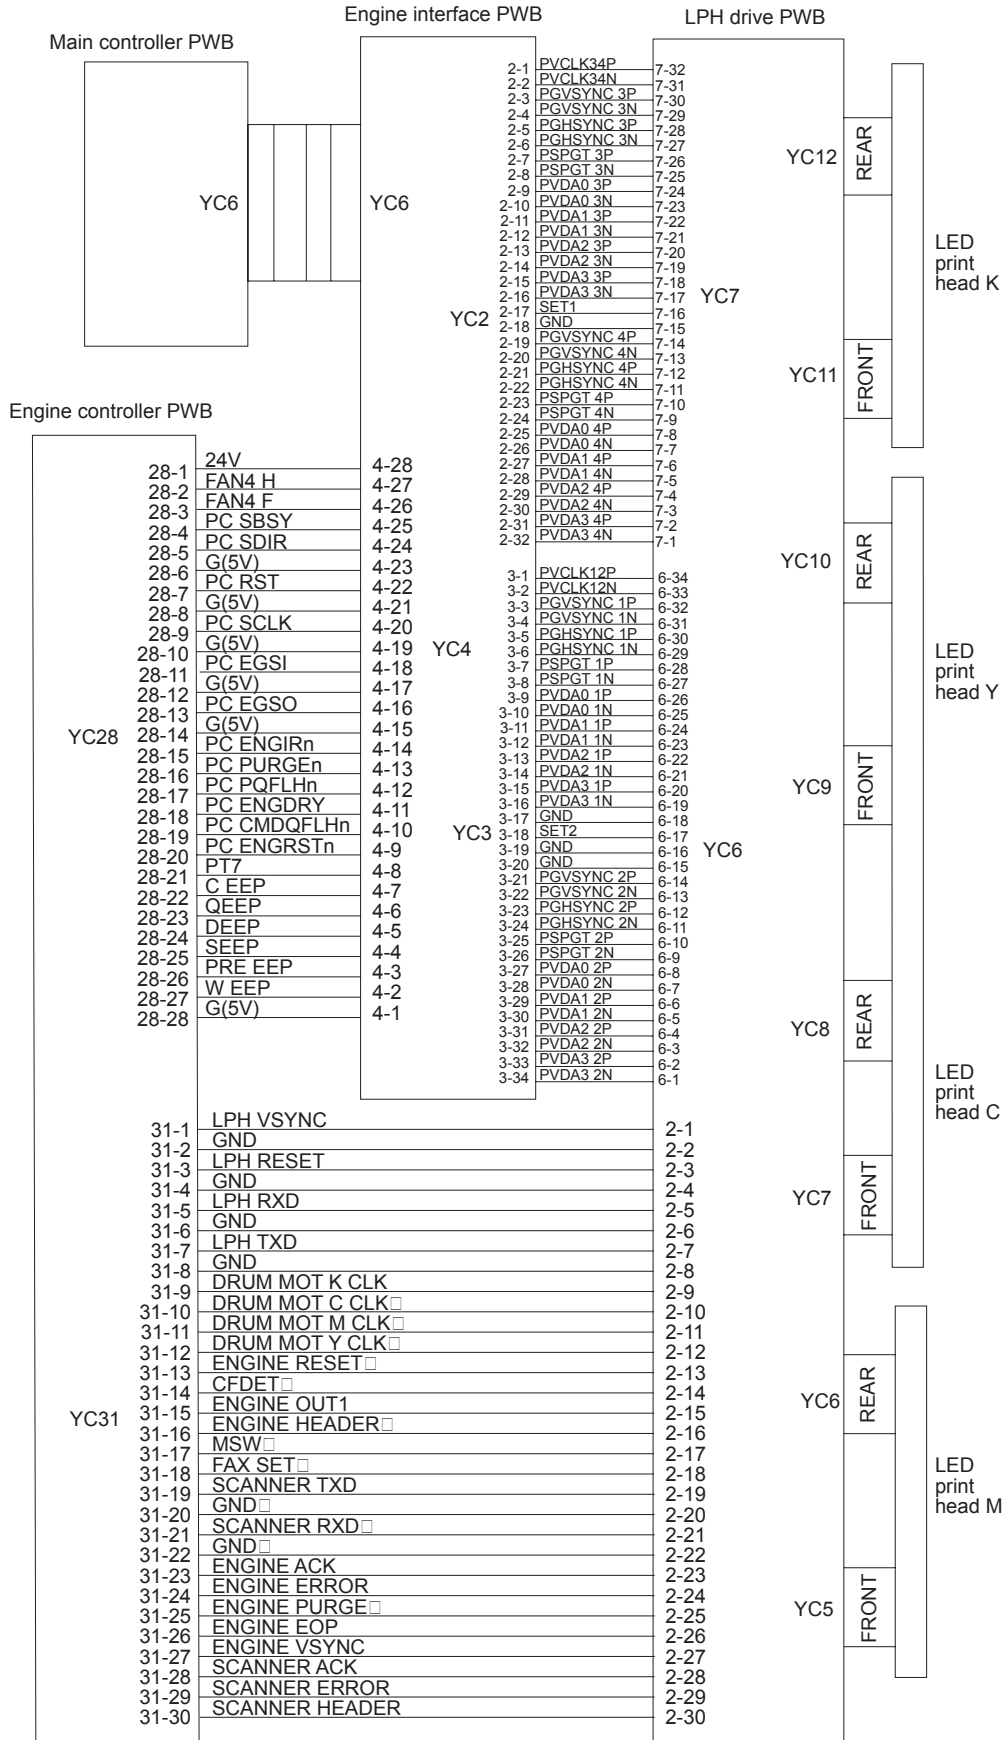 Engine interface PWB
LPH drive PWB
Main controller PWB
YC6
YC6
2-1 PVCLK34P 7-32
2-2 PVCLK34N 7-31
2-3 PGVSYNC 3P 7-30
2-4 PGVSYNC 3N 7-29
2-5 PGHSYNC 3P 7-28
2-6 PGHSYNC 3N 7-27
2-7 PSPGT 3P 7-26
2-8 PSPGT 3N 7-25
2-9 PVDA0 3P 7-24
2-10 PVDA0 3N 7-23
2-11 PVDA1 3P 7-22
2-12 PVDA1 3N 7-21
2-13 PVDA2 3P 7-20
2-14 PVDA2 3N 7-19
2-15 PVDA3 3P 7-18
2-16 PVDA3 3N 7-17
2-17 SET1 7-16
2-18 GND 7-15
2-19 PGVSYNC 4P 7-14
2-20 PGVSYNC 4N 7-13
2-21 PGHSYNC 4P 7-12
2-22 PGHSYNC 4N 7-11
2-23 PSPGT 4P 7-10
2-24 PSPGT 4N 7-9
2-25 PVDA0 4P 7-8
2-26 PVDA0 4N 7-7
2-27 PVDA1 4P 7-6
2-28 PVDA1 4N 7-5
2-29 PVDA2 4P 7-4
2-30 PVDA2 4N 7-3
2-31 PVDA3 4P 7-2
2-32 PVDA3 4N 7-1
YC2
YC7
YC12 REAR
YC11 FRONT
LED
print
head K
Engine controller PWB
28-1 24V 4-28
28-2 FAN4 H 4-27
28-3 FAN4 F 4-26
28-4 PC SBSY 4-25
28-5 PC SDIR 4-24
28-6 G(5V) 4-23
28-7 PC RST 4-22
28-8 G(5V) 4-21
28-9 PC SCLK 4-20
28-10 G(5V) 4-19
28-11 PC EGSI 4-18
28-12 G(5V) 4-17
28-13 PC EGSO 4-16
28-14 G(5V) 4-15
28-15 PC ENGIRn 4-14
28-16 PC PURGEn 4-13
28-17 PC PQFLHn 4-12
28-18 PC ENGDRY 4-11
28-19 PC CMDQFLHn 4-10
28-20 PC ENGRSTn 4-9
28-21 PT7 4-8
28-22 C EEP 4-7
28-23 QEEP 4-6
28-24 DEEP 4-5
28-25 SEEP 4-4
28-26 PRE EEP 4-3
28-27 W EEP 4-2
28-28 G(5V) 4-1
YC28
YC4
3-1 PVCLK12P 6-34
3-2 PVCLK12N 6-33
3-3 PGVSYNC 1P 6-32
3-4 PGVSYNC 1N 6-31
3-5 PGHSYNC 1P 6-30
3-6 PGHSYNC 1N 6-29
3-7 PSPGT 1P 6-28
3-8 PSPGT 1N 6-27
3-9 PVDA0 1P 6-26
3-10 PVDA0 1N 6-25
3-11 PVDA1 1P 6-24
3-12 PVDA1 1N 6-23
3-13 PVDA2 1P 6-22
3-14 PVDA2 1N 6-21
3-15 PVDA3 1P 6-20
3-16 PVDA3 1N 6-19
3-17 GND 6-18
3-18 SET2 6-17
3-19 GND 6-16
3-20 GND 6-15
3-21 PGVSYNC 2P 6-14
3-22 PGVSYNC 2N 6-13
3-23 PGHSYNC 2P 6-12
3-24 PGHSYNC 2N 6-11
3-25 PSPGT 2P 6-10
3-26 PSPGT 2N 6-9
3-27 PVDA0 2P 6-8
3-28 PVDA0 2N 6-7
3-29 PVDA1 2P 6-6
3-30 PVDA1 2N 6-5
3-31 PVDA2 2P 6-4
3-32 PVDA2 2N 6-3
3-33 PVDA3 2P 6-2
3-34 PVDA3 2N 6-1
YC3
YC6
YC10 REAR
YC9 FRONT
LED
print
head Y
YC8 REAR
YC7 FRONT
LED
print
head C
31-1 LPH VSYNC 2-1
31-2 GND 2-2
31-3 LPH RESET 2-3
31-4 GND 2-4
31-5 LPH RXD 2-5
31-6 GND 2-6
31-7 LPH TXD 2-7
31-8 GND 2-8
31-9 DRUM MOT K CLK 2-9
31-10 DRUM MOT C CLK□ 2-10
31-11 DRUM MOT M CLK□ 2-11
31-12 DRUM MOT Y CLK□ 2-12
31-13 ENGINE RESET□ 2-13
31-14 CFDET□ 2-14
31-15 ENGINE OUT1 2-15
31-16 ENGINE HEADER□ 2-16
31-17 MSW□ 2-17
31-18 FAX SET□ 2-18
31-19 SCANNER TXD 2-19
31-20 GND□ 2-20
31-21 SCANNER RXD□ 2-21
31-22 GND□ 2-22
31-23 ENGINE ACK 2-23
31-24 ENGINE ERROR 2-24
31-25 ENGINE PURGE□ 2-25
31-26 ENGINE EOP 2-26
31-27 ENGINE VSYNC 2-27
31-28 SCANNER ACK 2-28
31-29 SCANNER ERROR 2-29
31-30 SCANNER HEADER 2-30
YC31
YC6 REAR
YC5 FRONT
LED
print
head M